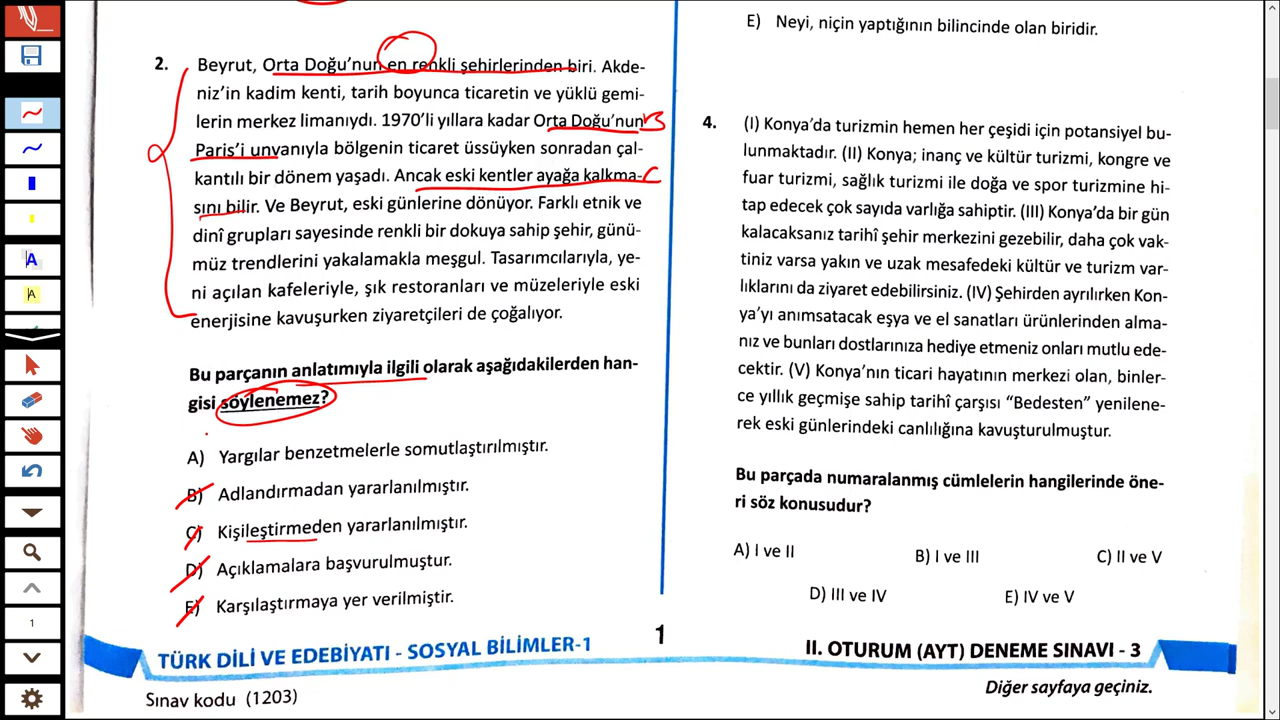 2. Beyrut, Orta Doğu'nun en renkli şehirlerinden biri. Akde-
niz'in kadim kenti, tarih boyunca ticaretin ve yüklü gemi-
lerin merkez limanıydı. 1970'li yıllara kadar Orta Doğu'nun B
Paris'i unvanıyla bölgenin ticaret üssüyken sonradan çal-
kantılı bir dönem yaşadı. Ancak eski kentler ayağa kalkma- C
sını bilir. Ve Beyrut, eski günlerine dönüyor. Farklı etnik ve
dinî grupları sayesinde renkli bir dokuya sahip şehir, günü-
müz trendlerini yakalamakla meşgul. Tasarımcılarıyla, ye-
ni açılan kafeleriyle, şık restoranları ve müzeleriyle eski
enerjisine kavuşurken ziyaretçileri de çoğalıyor.
Bu parçanın anlatımıyla ilgili olarak aşağıdakilerden han-
gisi söylenemez?
A) Yargılar benzetmelerle somutlaştırılmıştır.
B) Adlandırmadan yararlanılmıştır.
C) Kişileştirmeden yararlanılmıştır.
D) Açıklamalara başvurulmuştur.
E) Karşılaştırmaya yer verilmiştir.
E) Neyi, niçin yaptığının bilincinde olan biridir.
4. (I) Konya'da turizmin hemen her çeşidi için potansiyel bu-
lunmaktadır. (II) Konya; inanç ve kültür turizmi, kongre ve
fuar turizmi, sağlık turizmi ile doğa ve spor turizmine hi-
tap edecek çok sayıda varlığa sahiptir. (III) Konya'da bir gün
kalacaksanız tarihî şehir merkezini gezebilir, daha çok vak-
tiniz varsa yakın ve uzak mesafedeki kültür ve turizm var-
lıklarını da ziyaret edebilirsiniz. (IV) Şehirden ayrılırken Kon-
ya'yı anımsatacak eşya ve el sanatları ürünlerinden alma-
nız ve bunları dostlarınıza hediye etmeniz onları mutlu ede-
cektir. (V) Konya'nın ticari hayatının merkezi olan, binler-
ce yıllık geçmişe sahip tarihî çarşısı "Bedesten" yenilene-
rek eski günlerindeki canlılığına kavuşturulmuştur.
Bu parçada numaralanmış cümlelerin hangilerinde öne-
ri söz konusudur?
A) I ve II B) I ve III C) II ve V
D) III ve IV E) IV ve V
TÜRK DİLİ VE EDEBİYATI - SOSYAL BİLİMLER-1
1
II. OTURUM (AYT) DENEME SINAVI - 3
Sınav kodu (1203)
Diğer sayfaya geçiniz.
A
A
1